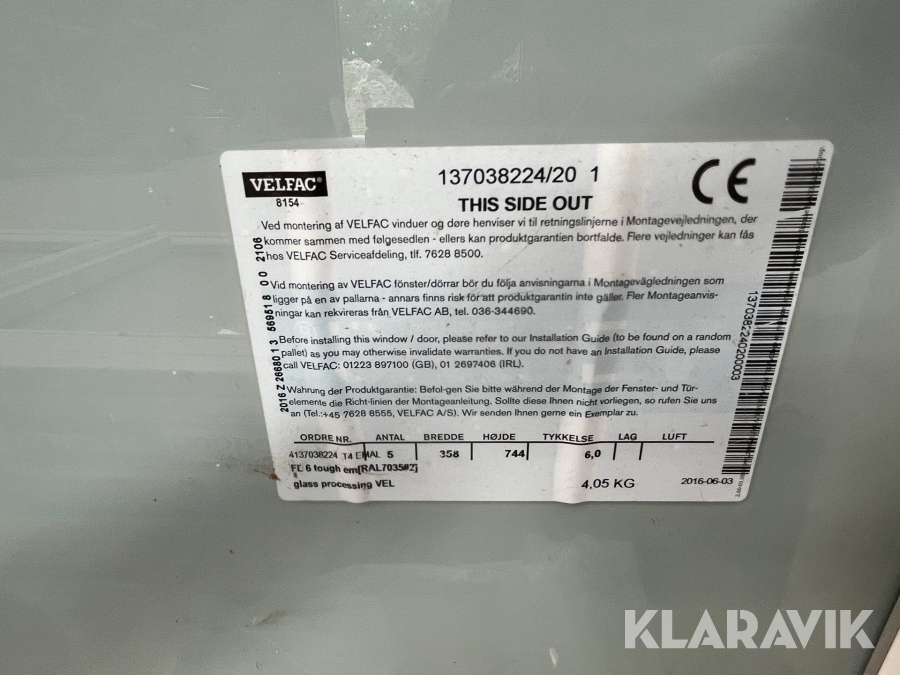 VELFAC®
8154
137038224/20 1
THIS SIDE OUT
Ved montering af VELFAC vinduer og døre henviser vi til retningslinjerne i Montagevejledningen, der
kommer sammen med følgesedlen - ellers kan produktgarantien bortfalde. Flere vejledninger kan fås
hos VELFAC Serviceafdeling, tlf. 7628 8500.
Vid montering av VELFAC fönster/dörrar bör du följa anvisningarna i Montagevägledningen som
ligger på en av pallarna - annars finns risk för att produktgarantin inte gäller. Fler Montageanvis-
ningar kan rekvireras från VELFAC AB, tel. 036-344690.
Before installing this window / door, please refer to our Installation Guide (to be found on a random
pallet) as you may otherwise invalidate warranties. If you do not have an Installation Guide, please
call VELFAC: 01223 897100 (GB), 01 2697406 (IRL).
Wahrung der Produktgarantie: Befol-gen Sie bitte während der Montage der Fenster- und Tür-
elemente die Richt-linien der Montageanleitung. Sollte diese Ihnen nicht vorliegen, so rufen Sie uns
an (Tel.:+45 7628 8555, VELFAC A/S). Wir senden Ihnen gerne ein Exemplar zu.
ORDRE NR. ANTAL BREDDE HØJDE TYKKELSE LAG LUFT
4137038224 T4 EMAL 5 358 744 6,0
FL 6 tough em[RAL7035#2]
glass processing VEL 4,05 KG 2016-06-03
2016 Z 2666013 569518 0 0 2106
1370382240200003
CE
KLARAVIK